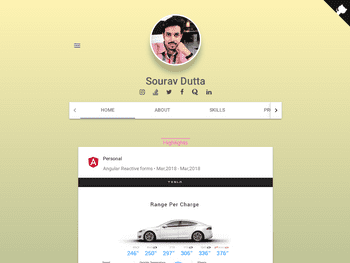 Sourav Dutta
HOME ABOUT SKILLS PR
Highlights
Personal
Angular Reactive forms • Mar,2018 - Mar,2018
TESLA
Range Per Charge
246 250 297 306 336 376